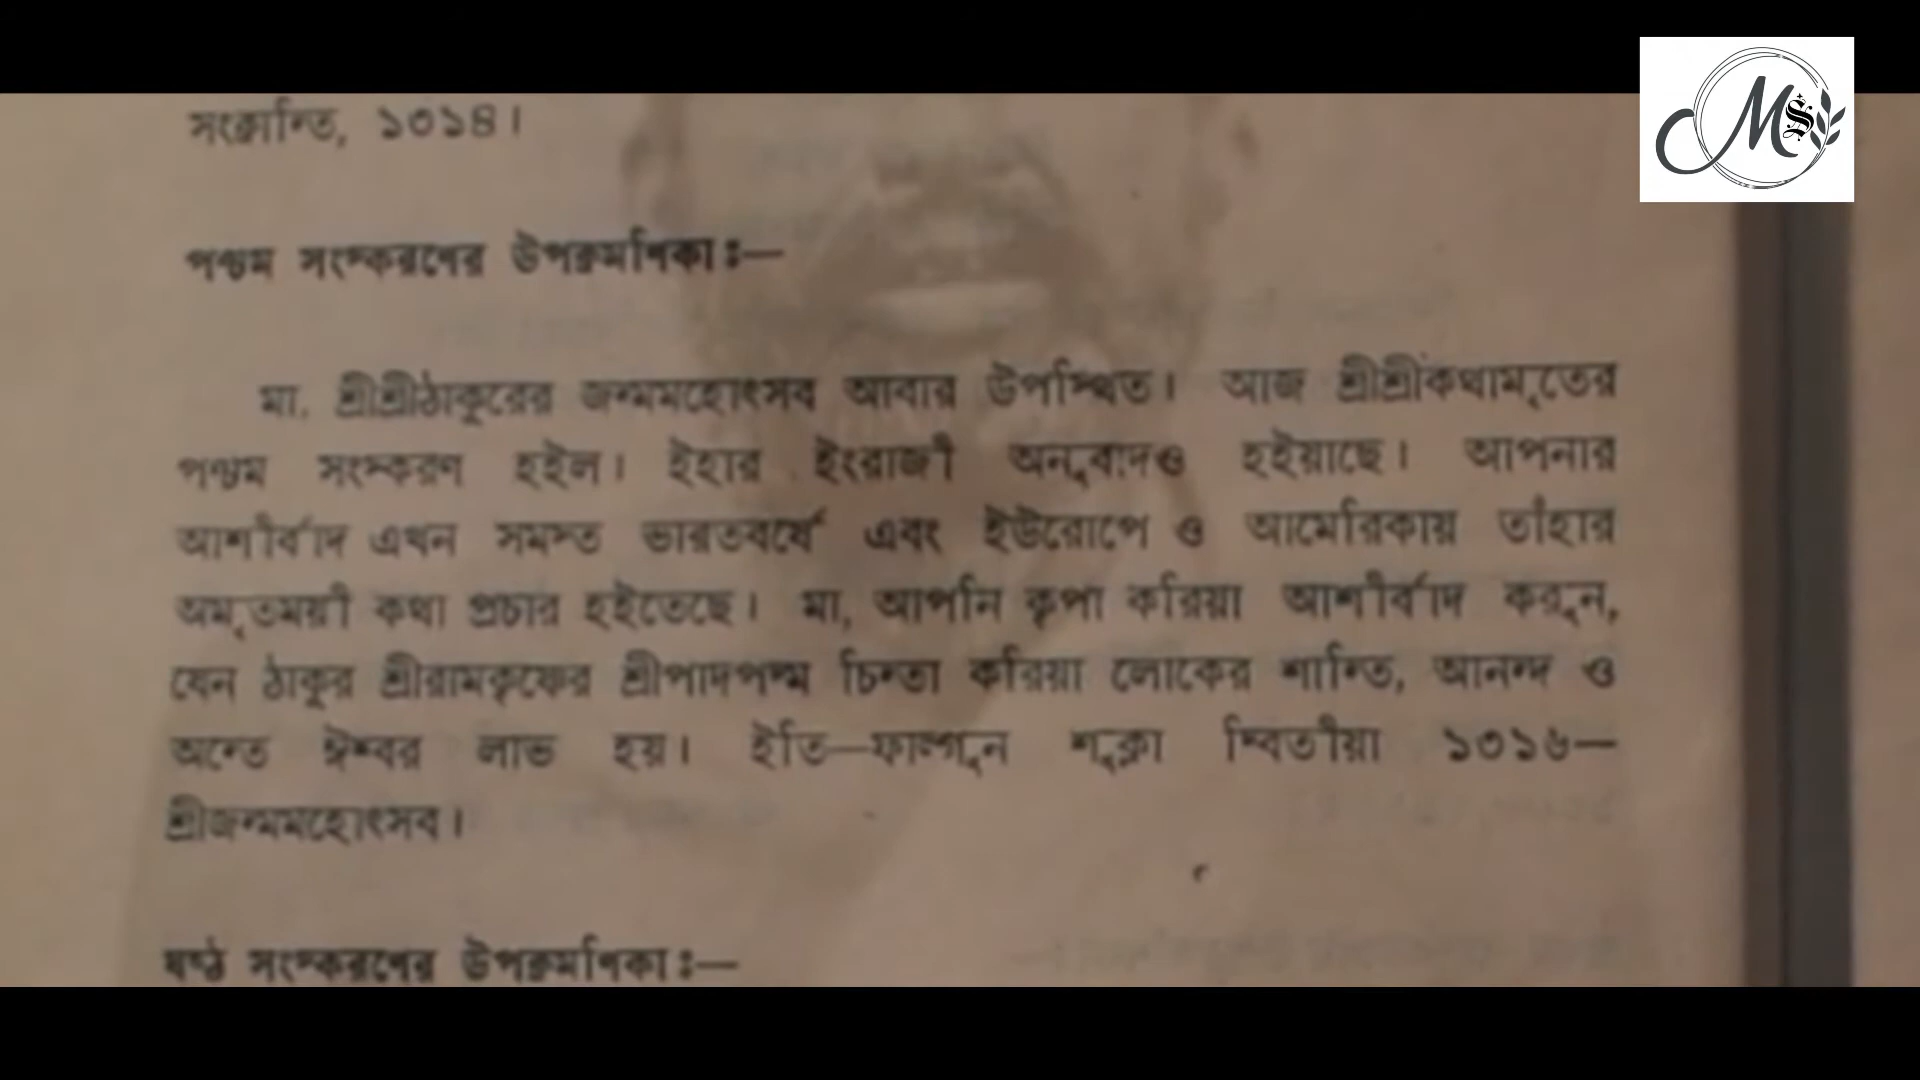 সংক্রান্তি, ১৩১৪।
পঞ্চম সংস্করণের উপক্রমণিকাঃ—
মা, শ্রীশ্রীঠাকুরের জন্মমহোৎসব আবার উপস্থিত। আজ শ্রীশ্রীকথামৃতের
পঞ্চম সংস্করণ হইল। ইহার ইংরাজী অনুবাদও হইয়াছে। আপনার
আশীর্বাদে এখন সমস্ত ভারতবর্ষে এবং ইউরোপে ও আমেরিকায় তাঁহার
অমৃতময়ী কথা প্রচার হইতেছে। মা, আপনি কৃপা করিয়া আশীর্বাদ করুন,
যেন ঠাকুর শ্রীরামকৃষ্ণের শ্রীপাদপদ্ম চিন্তা করিয়া লোকের শান্তি, আনন্দ ও
অন্তে ঈশ্বর লাভ হয়। ইতি—ফাল্গুন শুক্লা দ্বিতীয়া ১৩১৬—
শ্রীজন্মমহোৎসব।
ষষ্ঠ সংস্করণের উপক্রমণিকাঃ—
MS